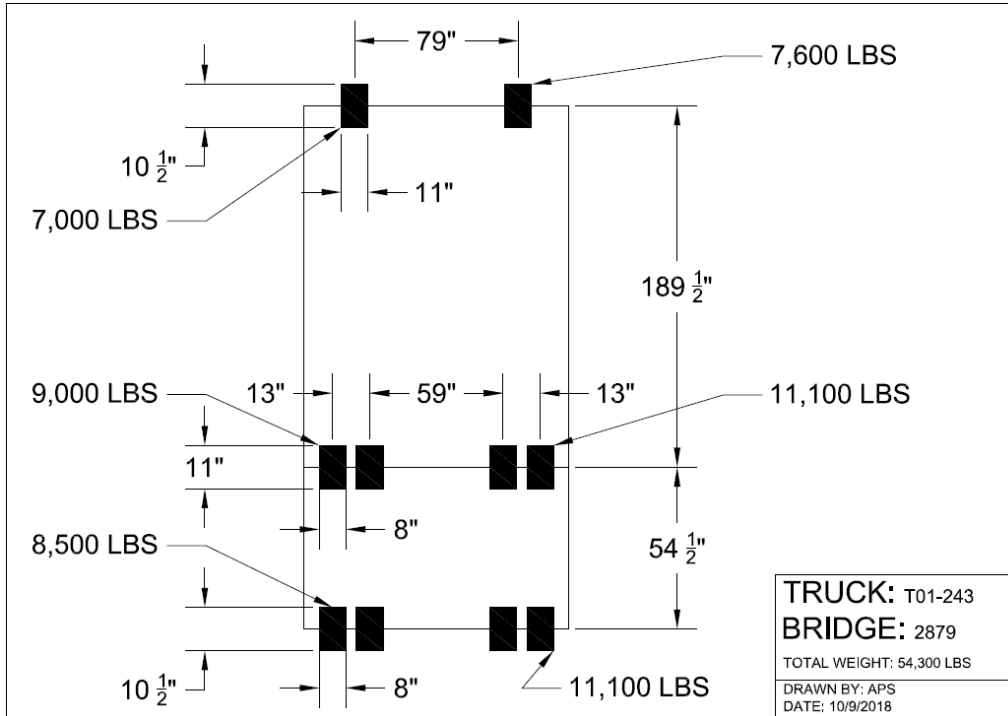 79"
7,600 LBS
10 1/2"
11"
7,000 LBS
189 1/2"
9,000 LBS
13"
59"
13"
11,100 LBS
11"
8"
8,500 LBS
54 1/2"
10 1/2"
8"
11,100 LBS
TRUCK: T01-243
BRIDGE: 2879
TOTAL WEIGHT: 54,300 LBS
DRAWN BY: APS
DATE: 10/9/2018